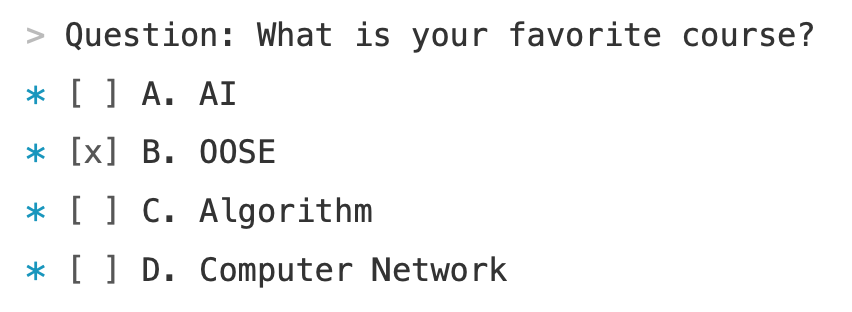 > Question: What is your favorite course?
* [ ] A. AI
* [x] B. OOSE
* [ ] C. Algorithm
* [ ] D. Computer Network